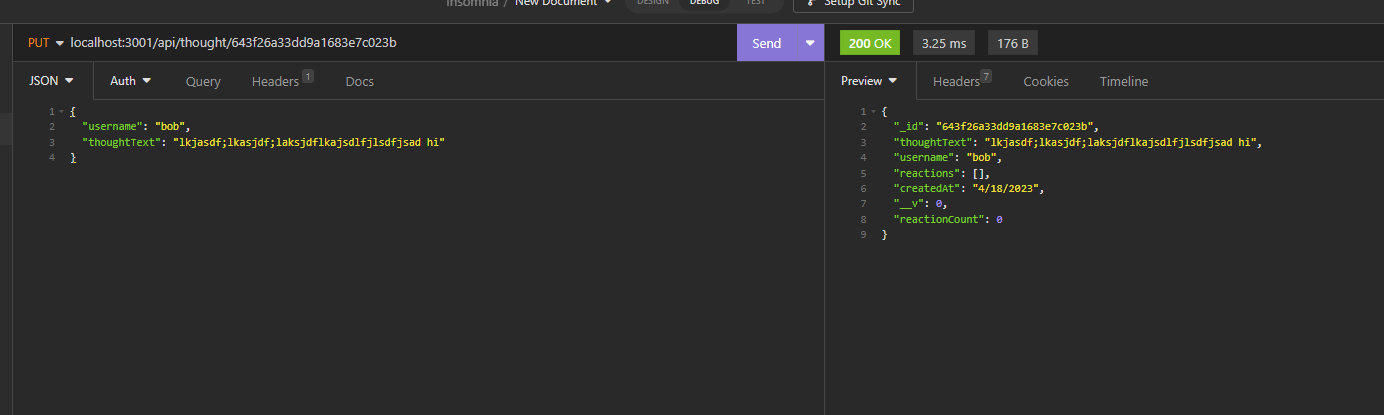 Insomnia / New Document DESIGN DEBUG TEST Setup Git Sync
PUT localhost:3001/api/thought/643f26a33dd9a1683e7c023b Send 200 OK 3.25 ms 176 B
JSON Auth Query Headers 1 Docs Preview Headers 7 Cookies Timeline
1 {
2 "username": "bob",
3 "thoughtText": "lkjasdf;lkasjdf;laksjdflkajsdlfjlsdfjsad hi"
4 }
1 {
2 "_id": "643f26a33dd9a1683e7c023b",
3 "thoughtText": "lkjasdf;lkasjdf;laksjdflkajsdlfjlsdfjsad hi",
4 "username": "bob",
5 "reactions": [],
6 "createdAt": "4/18/2023",
7 "__v": 0,
8 "reactionCount": 0
9 }